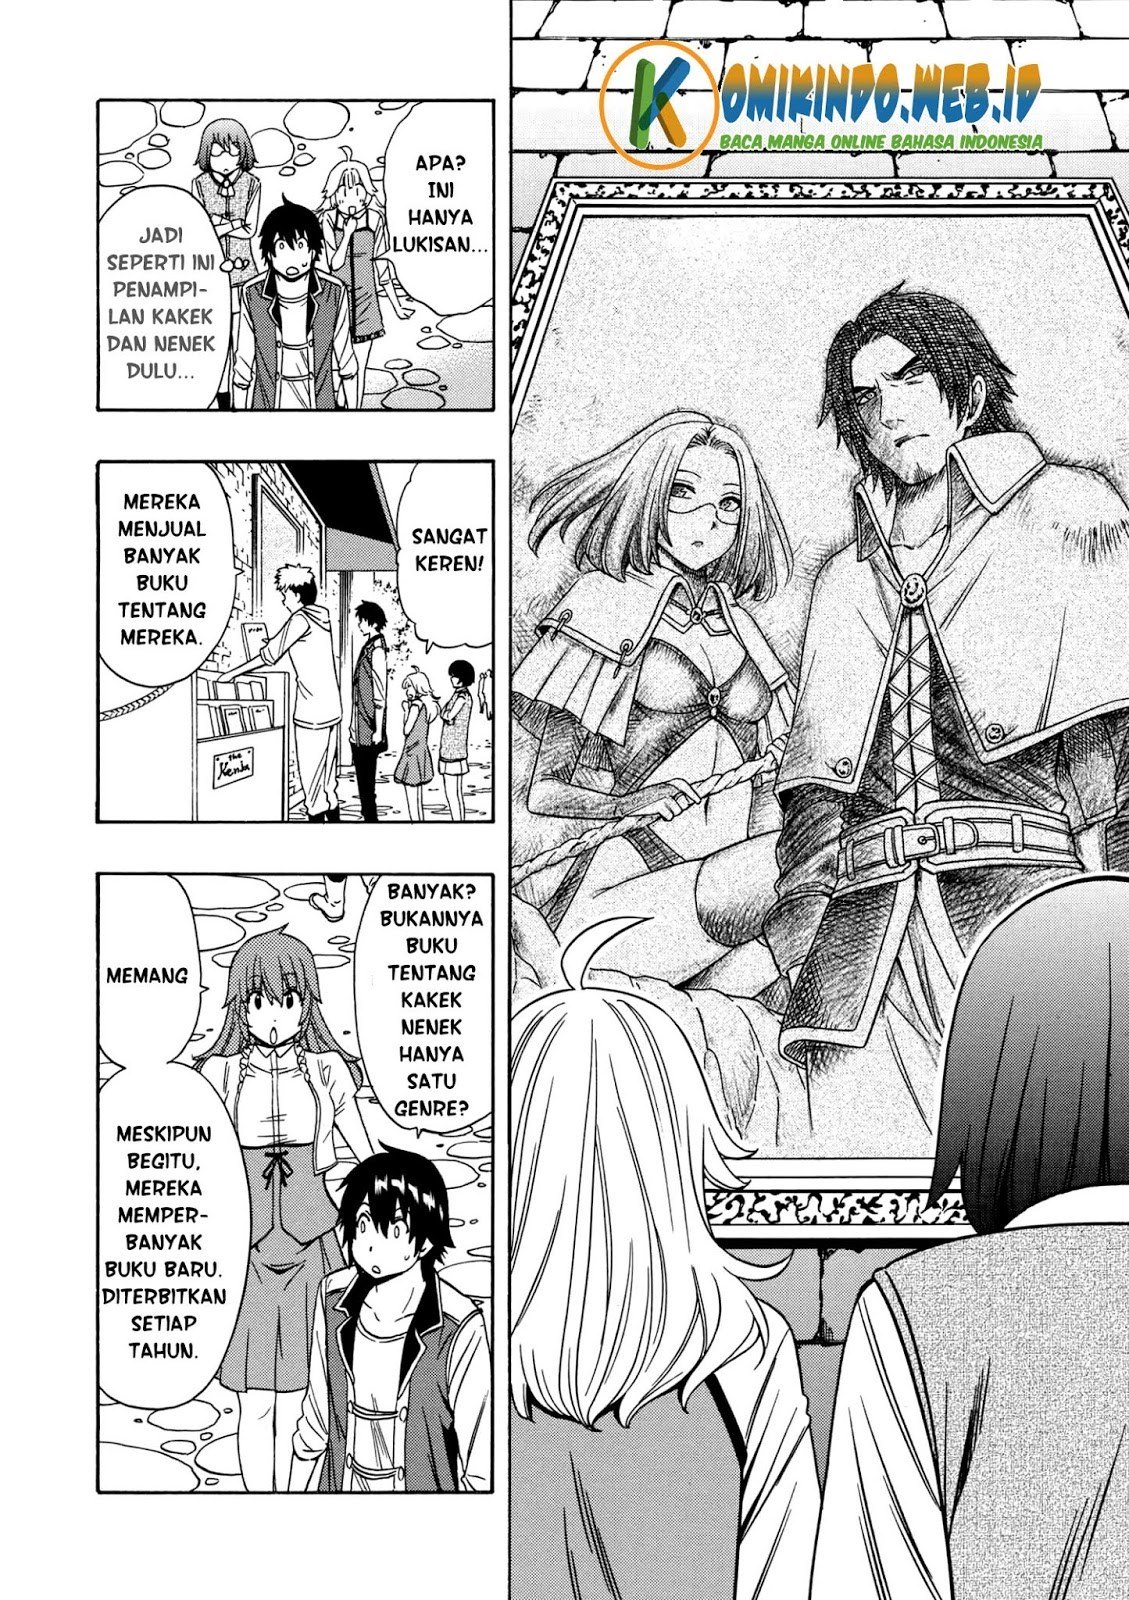 KOMIKINDO.WEB.ID
BACA MANGA ONLINE BAHASA INDONESIA
APA?
INI
HANYA
LUKISAN...
JADI
SEPERTI INI
PENAMPI-
LAN KAKEK
DAN NENEK
DULU...
SANGAT
KEREN!
MEREKA
MENJUAL
BANYAK
BUKU
TENTANG
MEREKA.
the
Kenja
BANYAK?
BUKANNYA
BUKU
TENTANG
KAKEK
NENEK
HANYA
SATU
GENRE?
MEMANG
MESKIPUN
BEGITU,
MEREKA
MEMPER-
BANYAK
BUKU BARU.
DITERBITKAN
SETIAP
TAHUN.